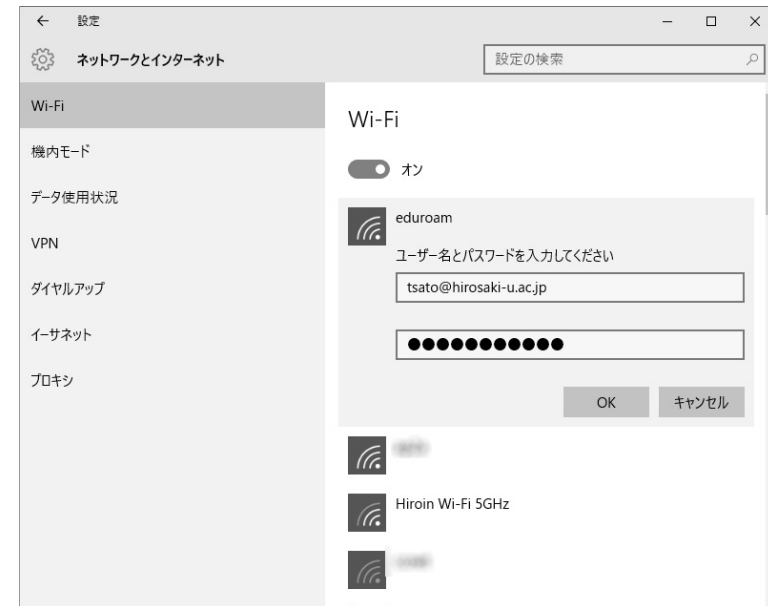 設定
ネットワークとインターネット
設定の検索
Wi-Fi
機内モード
データ使用状況
VPN
ダイヤルアップ
イーサネット
プロキシ
Wi-Fi
オン
eduroam
ユーザー名とパスワードを入力してください
tsato@hirosaki-u.ac.jp
●●●●●●●●●●●
OK
キャンセル
Hiroin Wi-Fi 5GHz